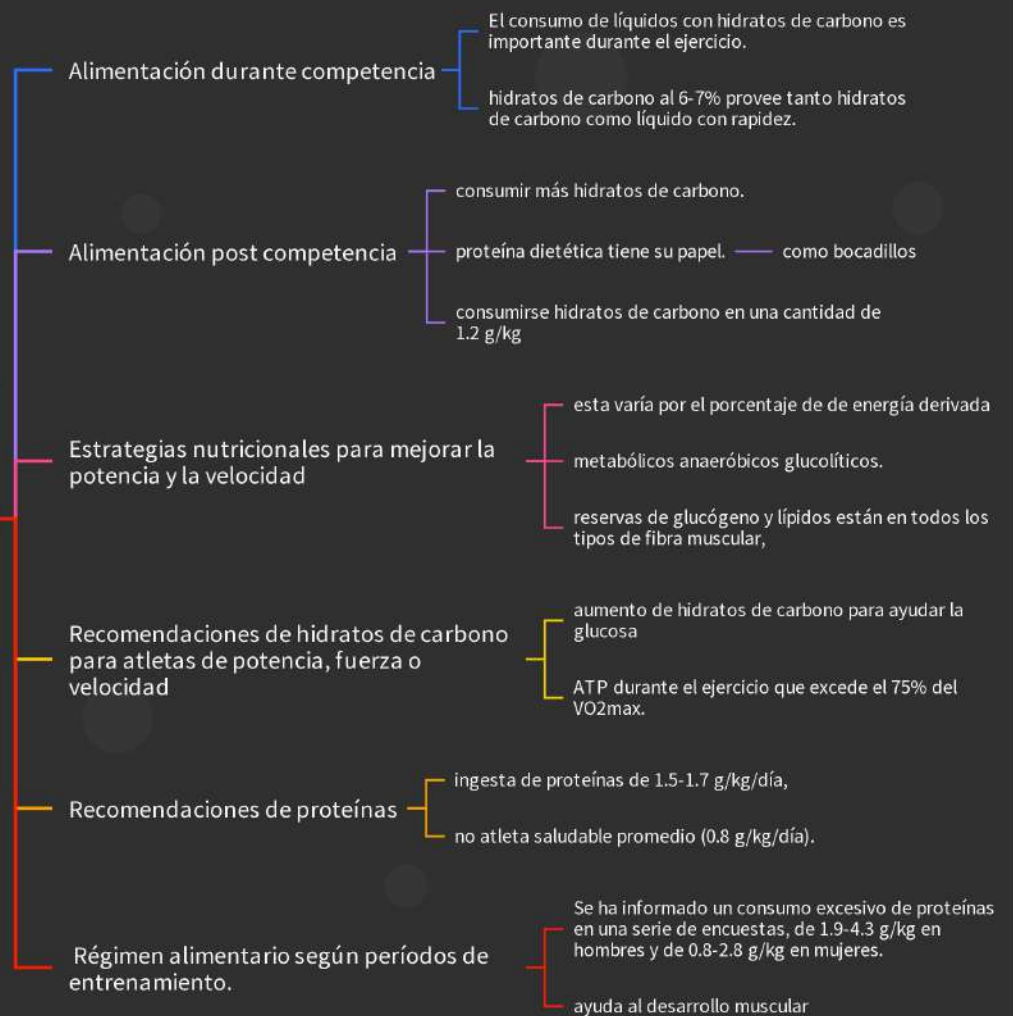 El consumo de líquidos con hidratos de carbono es
importante durante el ejercicio.
Alimentación durante competencia
hidratos de carbono al 6-7% provee tanto hidratos
de carbono como líquido con rapidez.
consumir más hidratos de carbono.
Alimentación post competencia
proteína dietética tiene su papel.
como bocadillos
consumirse hidratos de carbono en una cantidad de
1.2 g/kg
esta varía por el porcentaje de de energía derivada
Estrategias nutricionales para mejorar la
potencia y la velocidad
metabólicos anaeróbicos glucolíticos.
reservas de glucógeno y lípidos están en todos los
tipos de fibra muscular,
aumento de hidratos de carbono para ayudar la
glucosa
Recomendaciones de hidratos de carbono
para atletas de potencia, fuerza o
velocidad
ATP durante el ejercicio que excede el 75% del
VO2max.
ingesta de proteínas de 1.5-1.7 g/kg/día,
Recomendaciones de proteínas
no atleta saludable promedio (0.8 g/kg/día).
Se ha informado un consumo excesivo de proteínas
en una serie de encuestas, de 1.9-4.3 g/kg en
hombres y de 0.8-2.8 g/kg en mujeres.
Régimen alimentario según períodos de
entrenamiento.
ayuda al desarrollo muscular